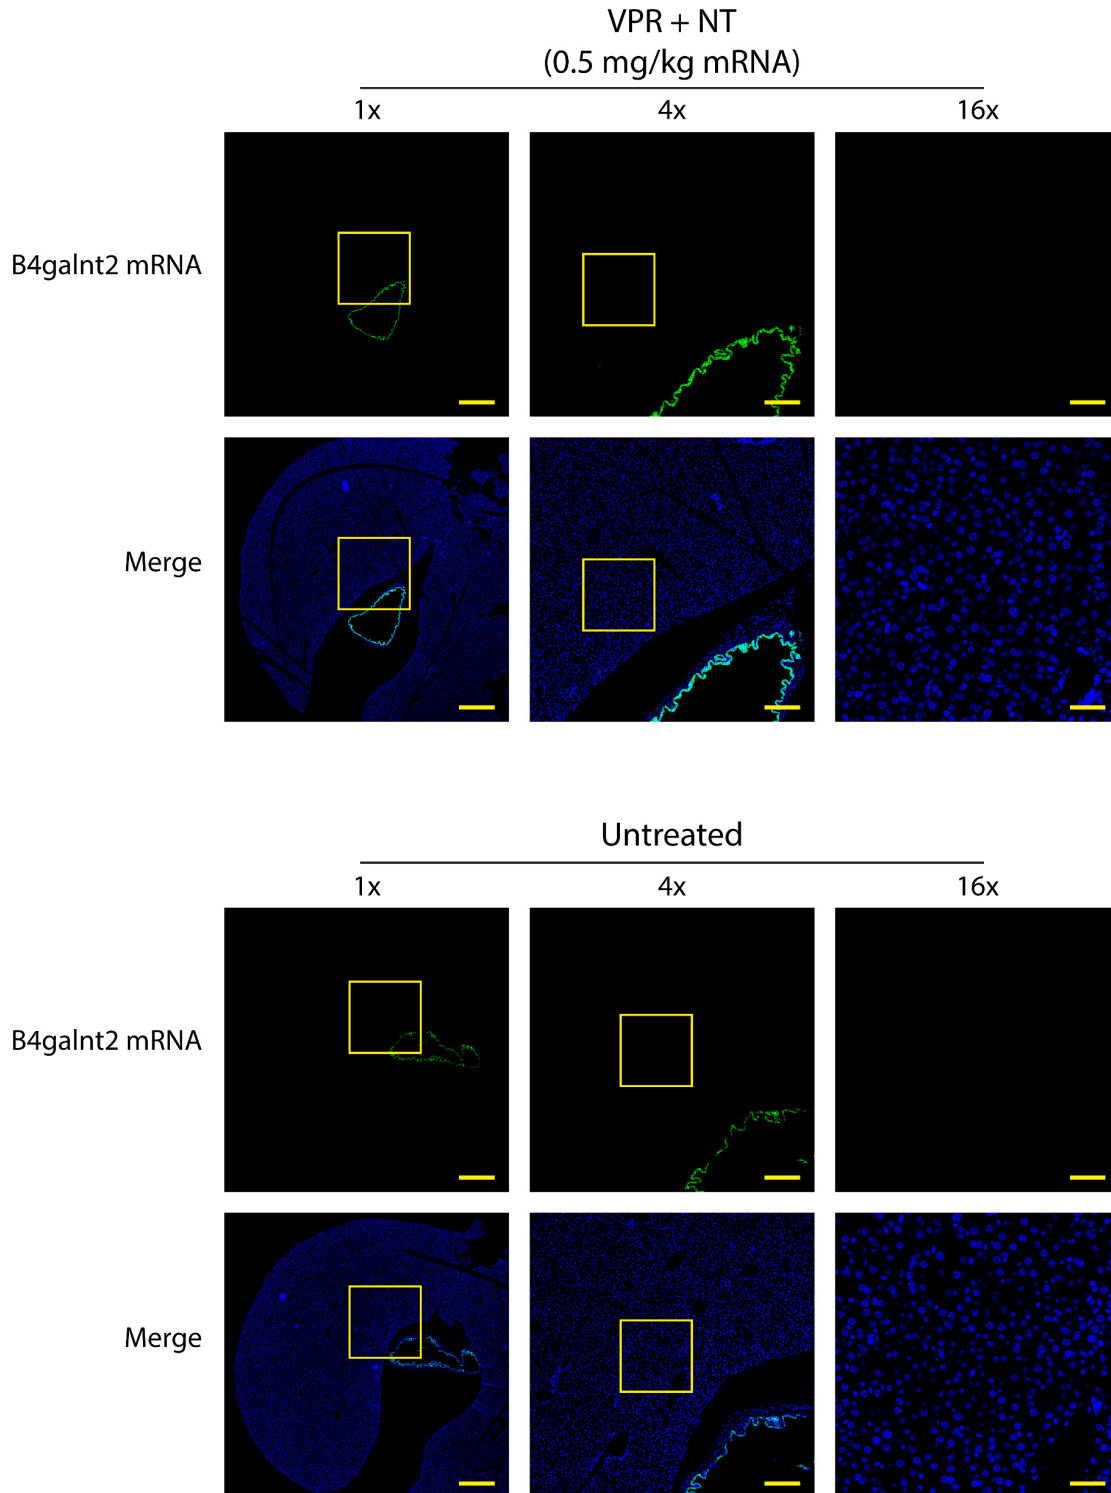 VPR + NT
(0.5 mg/kg mRNA)
1x 4x 16x
B4galnt2 mRNA
Merge
Untreated
1x 4x 16x
B4galnt2 mRNA
Merge